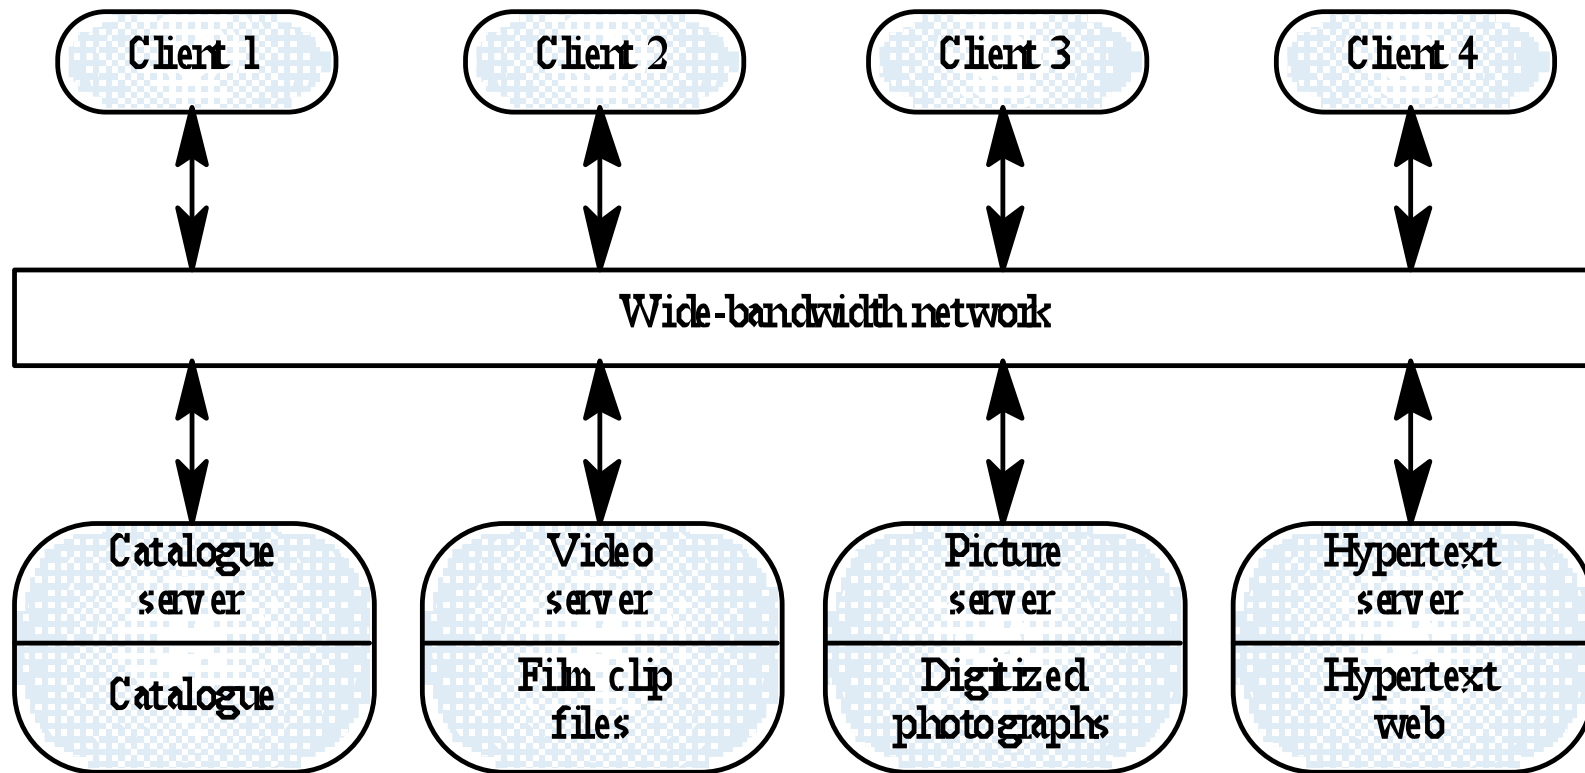 Client 1
Client 2
Client 3
Client 4
Wide-bandwidth network
Catalogue
server
Catalogue
Video
server
Film clip
files
Picture
server
Digitized
photographs
Hypertext
server
Hypertext
web